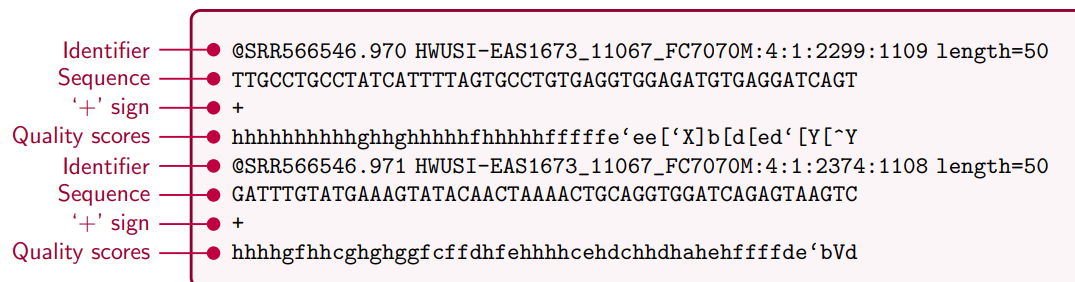 Identifier @SRR566546.970 HWUSI-EAS1673_11067_FC7070M:4:1:2299:1109 length=50
Sequence TTGCCTGCCTATCATTTTAGTGCCTGTGAGGTGGAGATGTGAGGATCAGT
‘+’ sign +
Quality scores hhhhhhhhhhhghhghhhhhfhhhhhfffffe‘ee[‘X]b[d[ed‘[Y[^Y
Identifier @SRR566546.971 HWUSI-EAS1673_11067_FC7070M:4:1:2374:1108 length=50
Sequence GATTTGTATGAAAGTATACAACTAAAACTGCAGGTGGATCAGAGTAAGTC
‘+’ sign +
Quality scores hhhhgfhhcghghggfcffdhfehhhhcehdchhdhahehffffde‘bVd